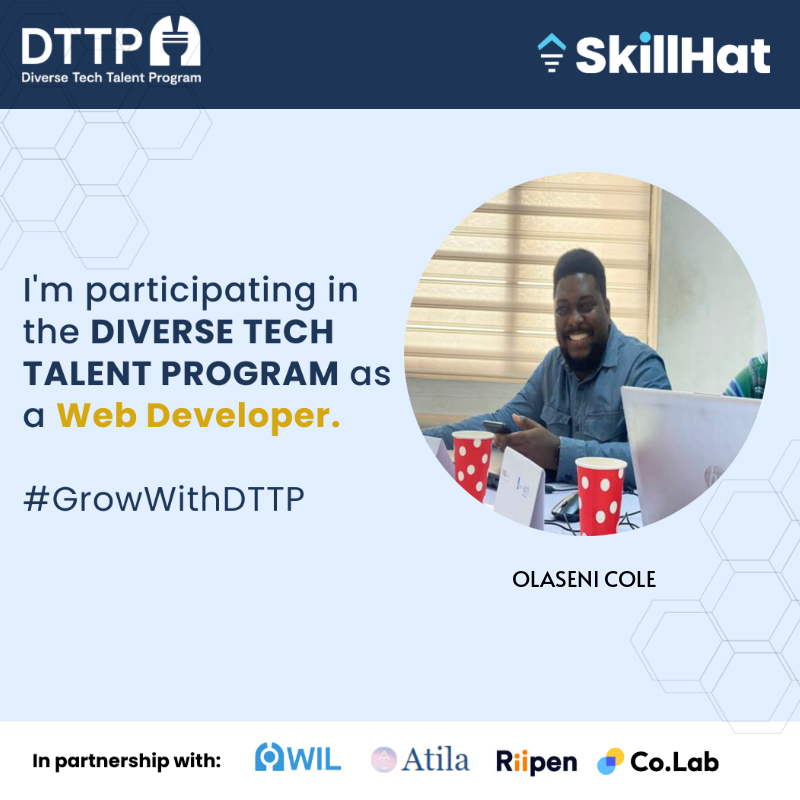 DTTP
Diverse Tech Talent Program
SkillHat
I'm participating in
the DIVERSE TECH
TALENT PROGRAM as
a Web Developer.
#GrowWithDTTP
hp
OLASENI COLE
In partnership with:
WIL
Atila
Riipen
Co.Lab